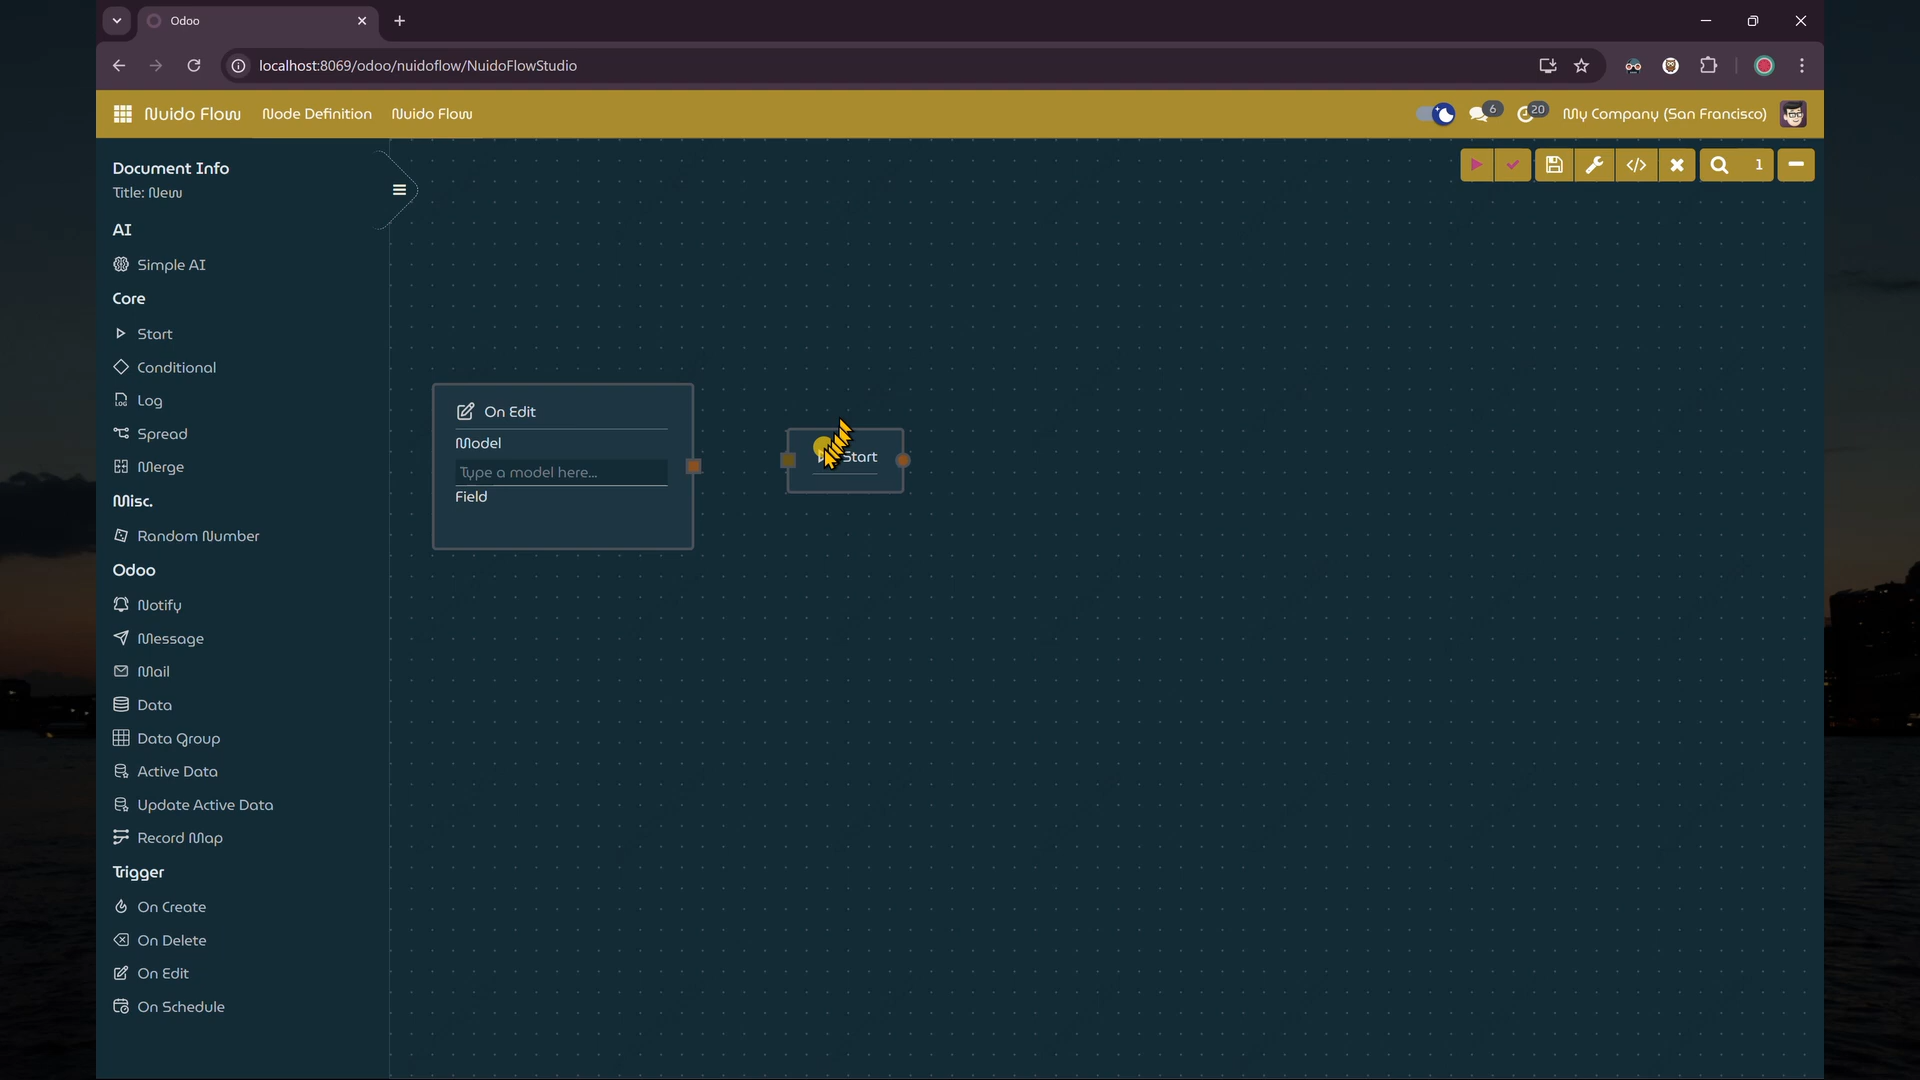 Odoo
localhost:8069/odoo/nuidoflow/NuidoFlowStudio
Nuido Flow
Node Definition
Nuido Flow
6
20
My Company (San Francisco)
Document Info
Title: New
1
AI
Simple AI
Core
Start
Conditional
LOG
Log
Spread
Merge
Misc.
Random Number
Odoo
Notify
Message
Mail
Data
Data Group
Active Data
Update Active Data
Record Map
Trigger
On Create
On Delete
On Edit
On Schedule
On Edit
Model
Type a model here...
Field
Start